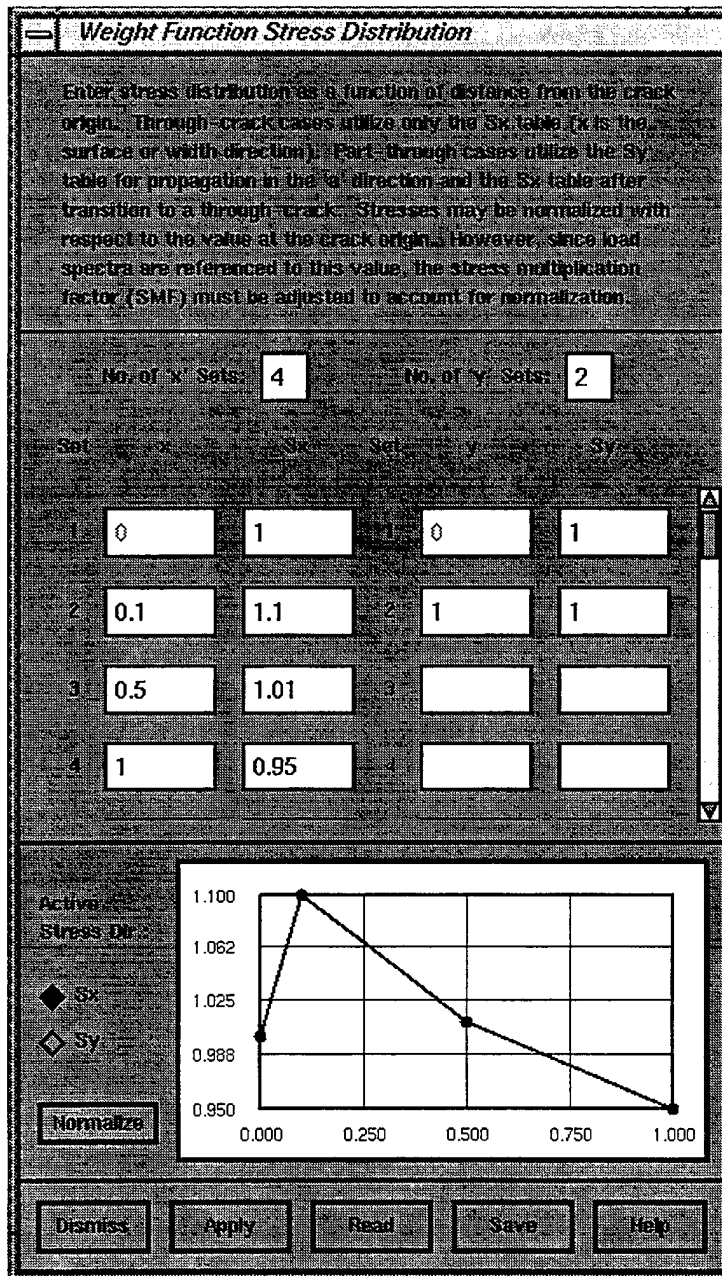 Weight Function Stress Distribution
Enter stress distribution as a function of distance from the crack
origin. Through-crack cases utilize only the Sx table (x is the
surface or width direction). Part-through cases utilize the Sy
table for propagation in the 'a' direction and the Sx table after
transition to a through-crack. Stresses may be normalized with
respect to the value at the crack origin. However, since load
spectra are referenced to this value, the stress multiplication
factor (SMF) must be adjusted to account for normalization.
No. of 'x' Sets: 4 No. of 'y' Sets: 2
Set x Sx Set y Sy
1 0 1 1 0 1
2 0.1 1.1 2 1 1
3 0.5 1.01 3
4 1 0.95 4
Active
Stress Dir
Sx
Sy
Normalize
1.100
1.062
1.025
0.988
0.950
0.000 0.250 0.500 0.750 1.000
Dismiss Apply Read Save Help